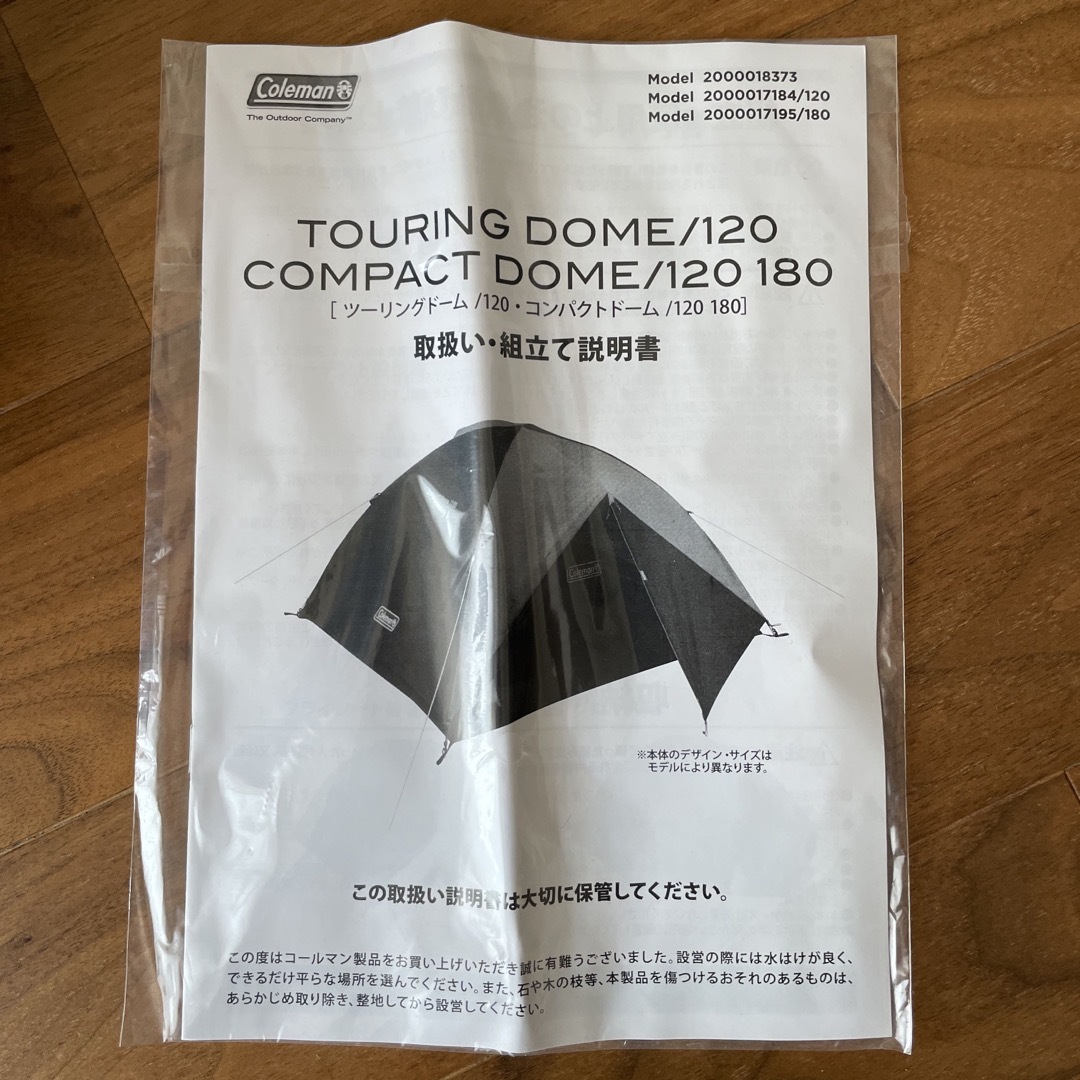 Coleman
The Outdoor Company™
Model 2000018373
Model 2000017184/120
Model 2000017195/180
TOURING DOME/120
COMPACT DOME/120 180
[ ツーリングドーム /120・コンパクトドーム /120 180]
取扱い・組立て説明書
Coleman
Coleman
※本体のデザイン・サイズは
モデルにより異なります。
この取扱い説明書は大切に保管してください。
この度はコールマン製品をお買い上げいただき誠に有難うございました。設営の際には水はけが良く、
できるだけ平らな場所を選んでください。また、石や木の枝等、本製品を傷つけるおそれのあるものは、
あらかじめ取り除き、整地してから設営してください。